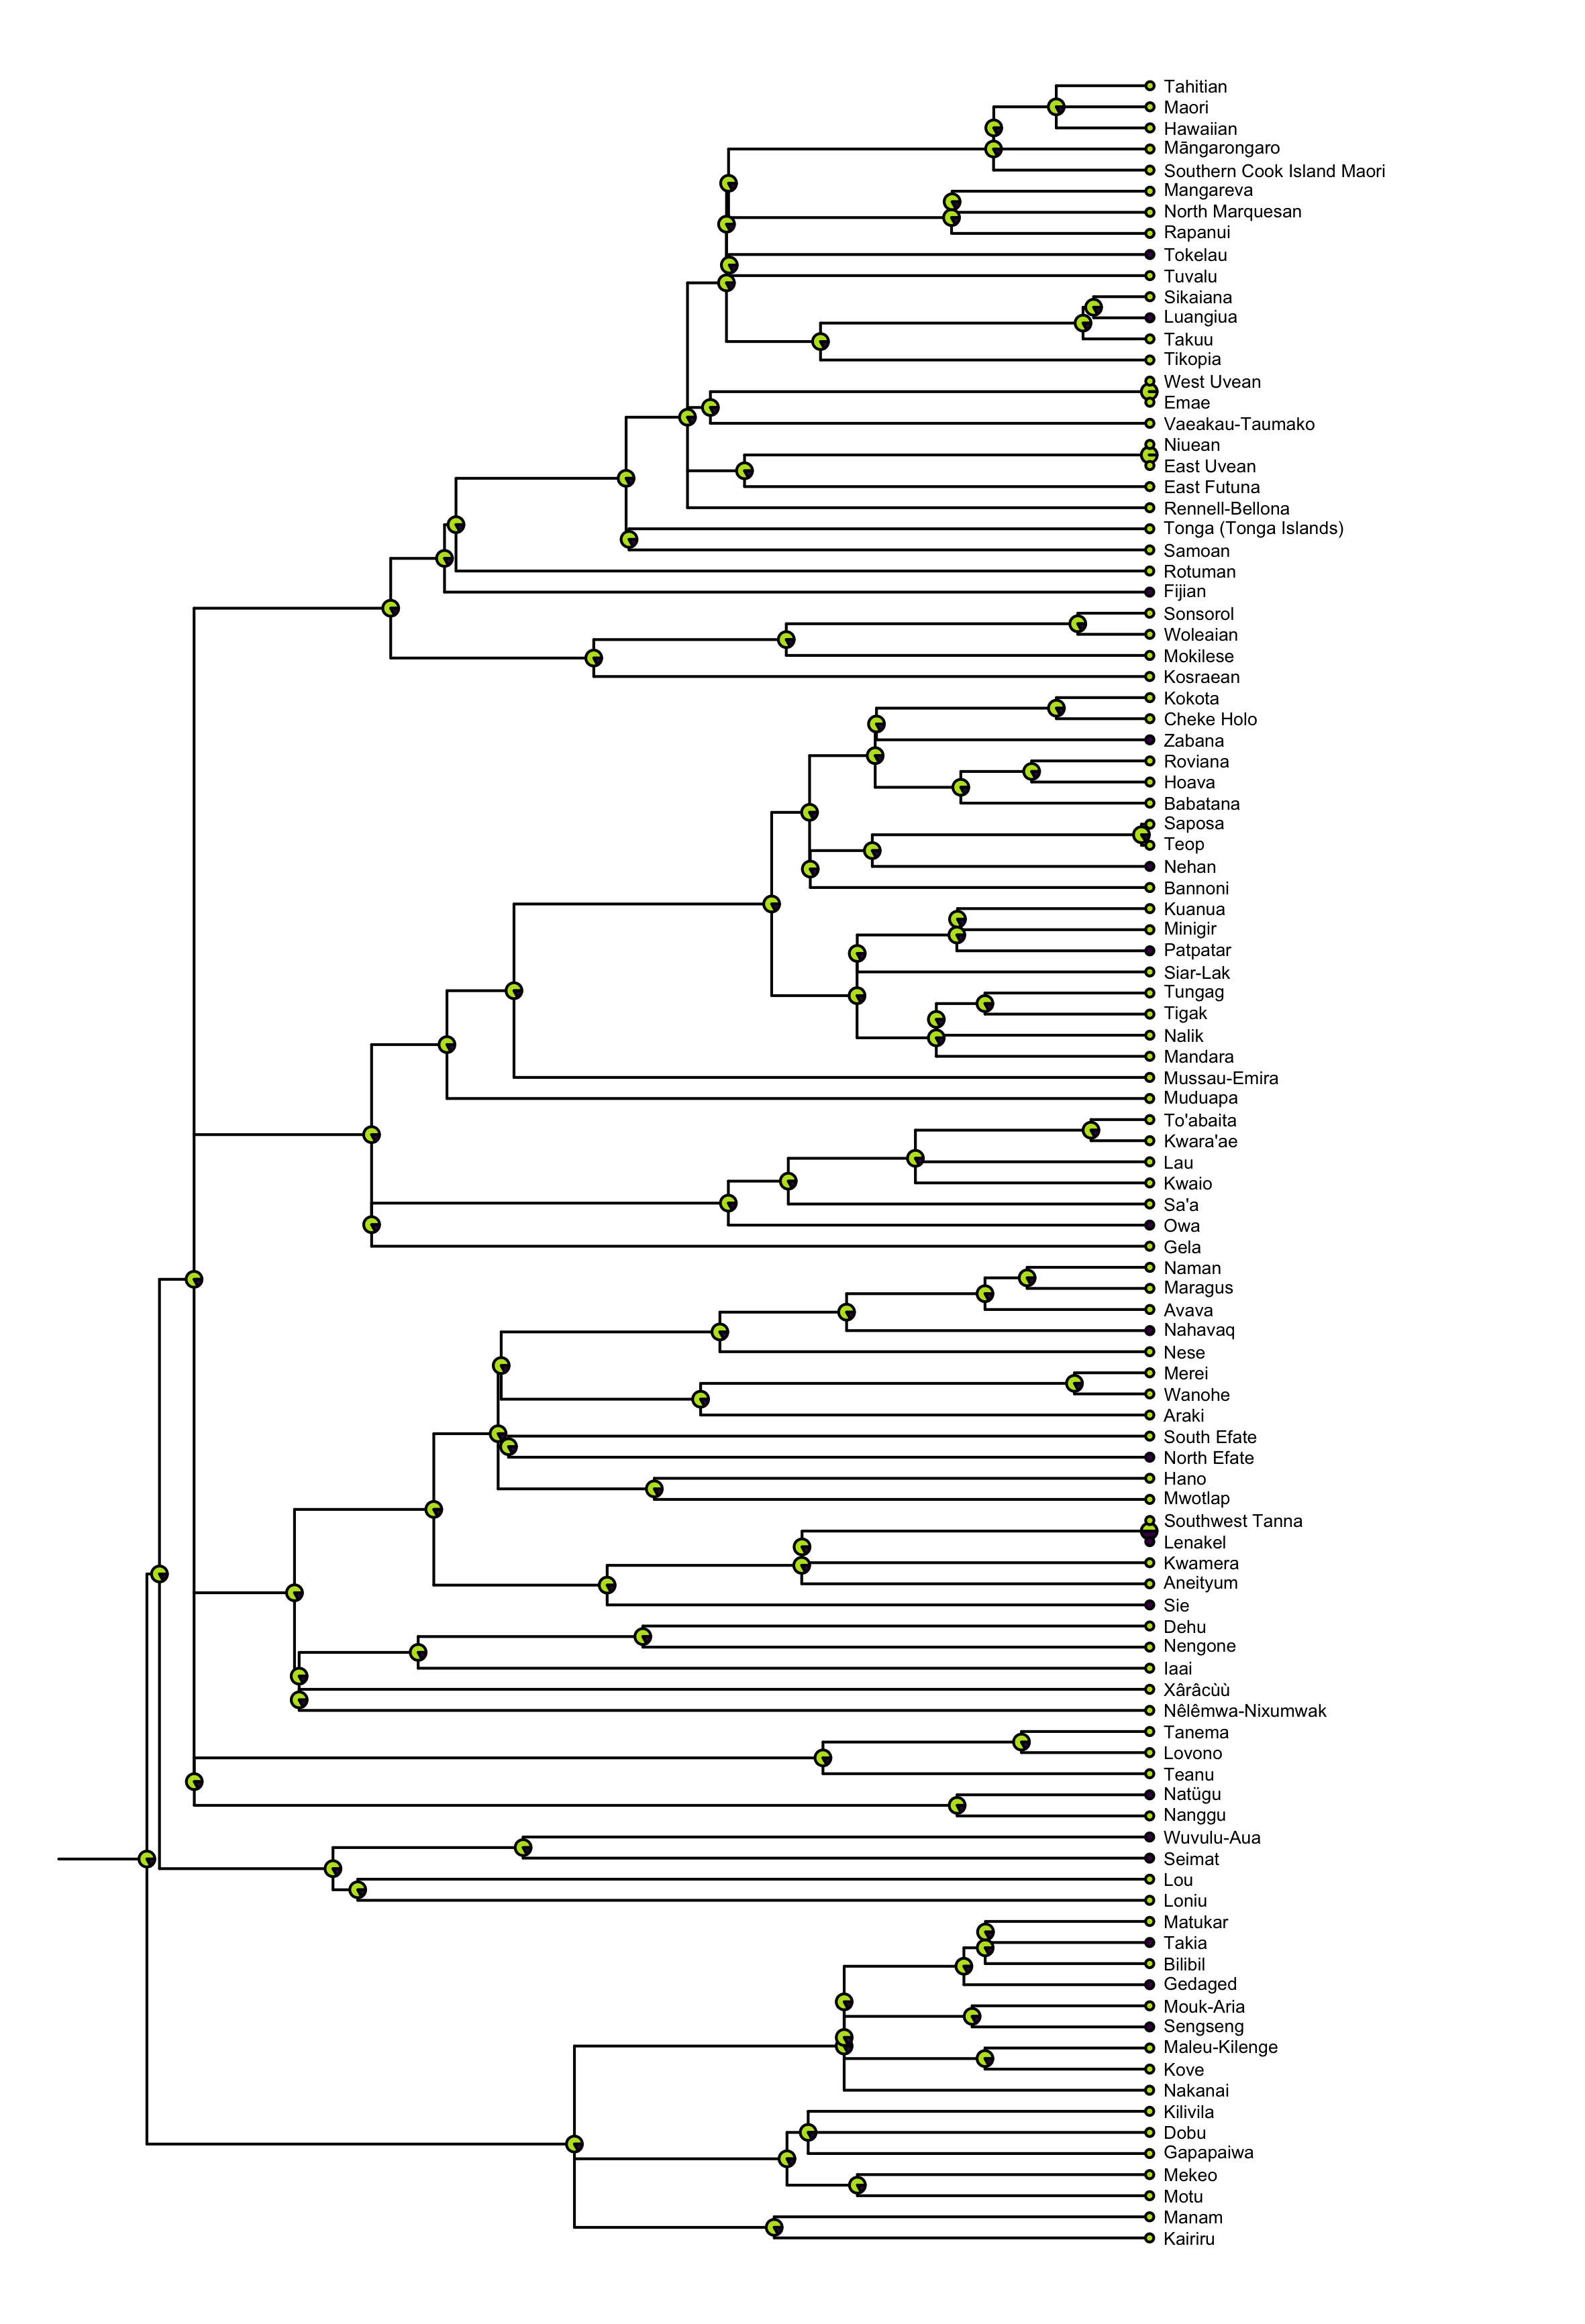 Tahitian
Maori
Hawaiian
Māngarongaro
Southern Cook Island Maori
Mangareva
North Marquesan
Rapanui
Tokelau
Tuvalu
Sikaiana
Luangiua
Takuu
Tikopia
West Uvean
Emae
Vaeakau-Taumako
Niuean
East Uvean
East Futuna
Rennell-Bellona
Tonga (Tonga Islands)
Samoan
Rotuman
Fijian
Sonsorol
Woleaian
Mokilese
Kosraean
Kokota
Cheke Holo
Zabana
Roviana
Hoava
Babatana
Saposa
Teop
Nehan
Bannoni
Kuanua
Minigir
Patpatar
Siar-Lak
Tungag
Tigak
Nalik
Mandara
Mussau-Emira
Muduapa
To'abaita
Kwara'ae
Lau
Kwaio
Sa'a
Owa
Gela
Naman
Maragus
Avava
Nahavaq
Nese
Merei
Wanohe
Araki
South Efate
North Efate
Hano
Mwotlap
Southwest Tanna
Lenakel
Kwamera
Aneityum
Sie
Dehu
Nengone
Iaai
Xârâcùù
Nêlêmwa-Nixumwak
Tanema
Lovono
Teanu
Natügu
Nanggu
Wuvulu-Aua
Seimat
Lou
Loniu
Matukar
Takia
Bilibil
Gedaged
Mouk-Aria
Sengseng
Maleu-Kilenge
Kove
Nakanai
Kilivila
Dobu
Gapapaiwa
Mekeo
Motu
Manam
Kairiru